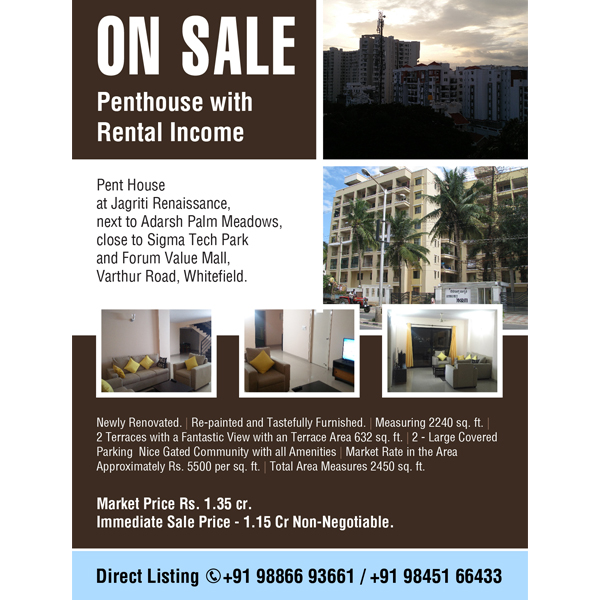 ON SALE
Penthouse with
Rental Income
Pent House
at Jagriti Renaissance,
next to Adarsh Palm Meadows,
close to Sigma Tech Park
and Forum Value Mall,
Varthur Road, Whitefield.
Newly Renovated. | Re-painted and Tastefully Furnished. | Measuring 2240 sq. ft. |
2 Terraces with a Fantastic View with an Terrace Area 632 sq. ft. | 2 - Large Covered
Parking Nice Gated Community with all Amenities | Market Rate in the Area
Approximately Rs. 5500 per sq. ft. | Total Area Measures 2450 sq. ft.
Market Price Rs. 1.35 cr.
Immediate Sale Price - 1.15 Cr Non-Negotiable.
Direct Listing +91 98866 93661 / +91 98451 66433